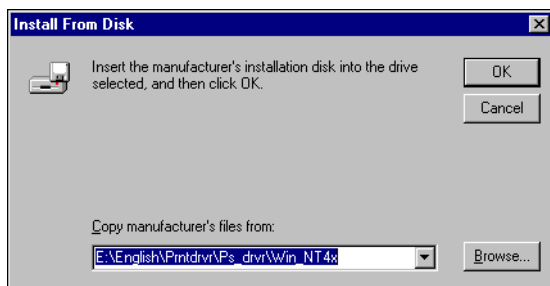 Install From Disk
Insert the manufacturer's installation disk into the drive
selected, and then click OK.
OK
Cancel
Copy manufacturer's files from:
E:\English\Prntdrvr\Ps_drvr\Win_NT4x
Browse...